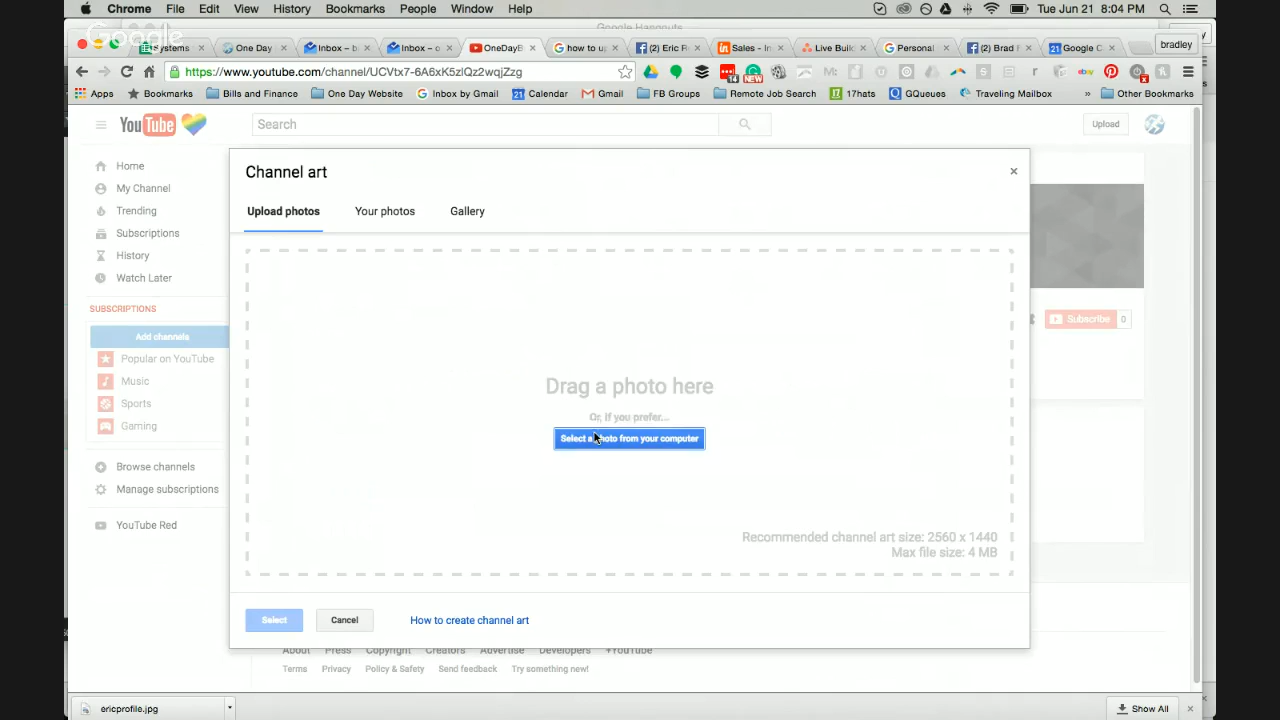 Chrome File Edit View History Bookmarks People Window Help Tue Jun 21 8:04 PM
Google Hangouts
Google
Systems One Day Inbox – b Inbox – o OneDayB how to u (2) Eric R Sales - In Live Build Personal (2) Brad F Google C bradley
https://www.youtube.com/channel/UCVtx7-6A6xK5zlQz2wqjZzg
NEW
Apps Bookmarks Bills and Finance One Day Website Inbox by Gmail Calendar Gmail FB Groups Remote Job Search 17hats GQueues Traveling Mailbox » Other Bookmarks
YouTube Search Upload
Channel art
Upload photos Your photos Gallery
Home
My Channel
Trending
Subscriptions
History
Watch Later
SUBSCRIPTIONS
Add channels
Popular on YouTube
Music
Sports
Gaming
Browse channels
Manage subscriptions
YouTube Red
Subscribe 0
Drag a photo here
Or, if you prefer...
Select a photo from your computer
Recommended channel art size: 2560 x 1440
Max file size: 4 MB
Select Cancel How to create channel art
About Press Copyright Creators Advertise Developers +YouTube
Terms Privacy Policy & Safety Send feedback Try something new!
ericprofile.jpg Show All